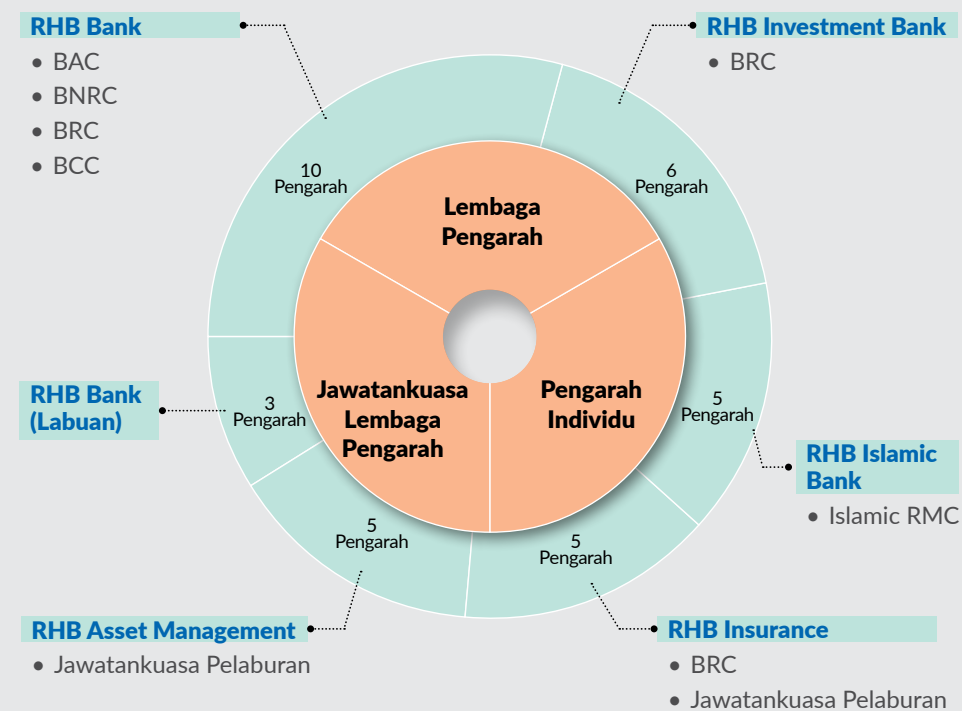 RHB Bank
• BAC
• BNRC
• BRC
• BCC
RHB Investment Bank
• BRC
10
Pengarah
6
Pengarah
Lembaga
Pengarah
Jawatankuasa
Lembaga
Pengarah
Pengarah
Individu
RHB Bank
(Labuan)
3
Pengarah
5
Pengarah
RHB Islamic
Bank
• Islamic RMC
5
Pengarah
5
Pengarah
RHB Asset Management
• Jawatankuasa Pelaburan
RHB Insurance
• BRC
• Jawatankuasa Pelaburan